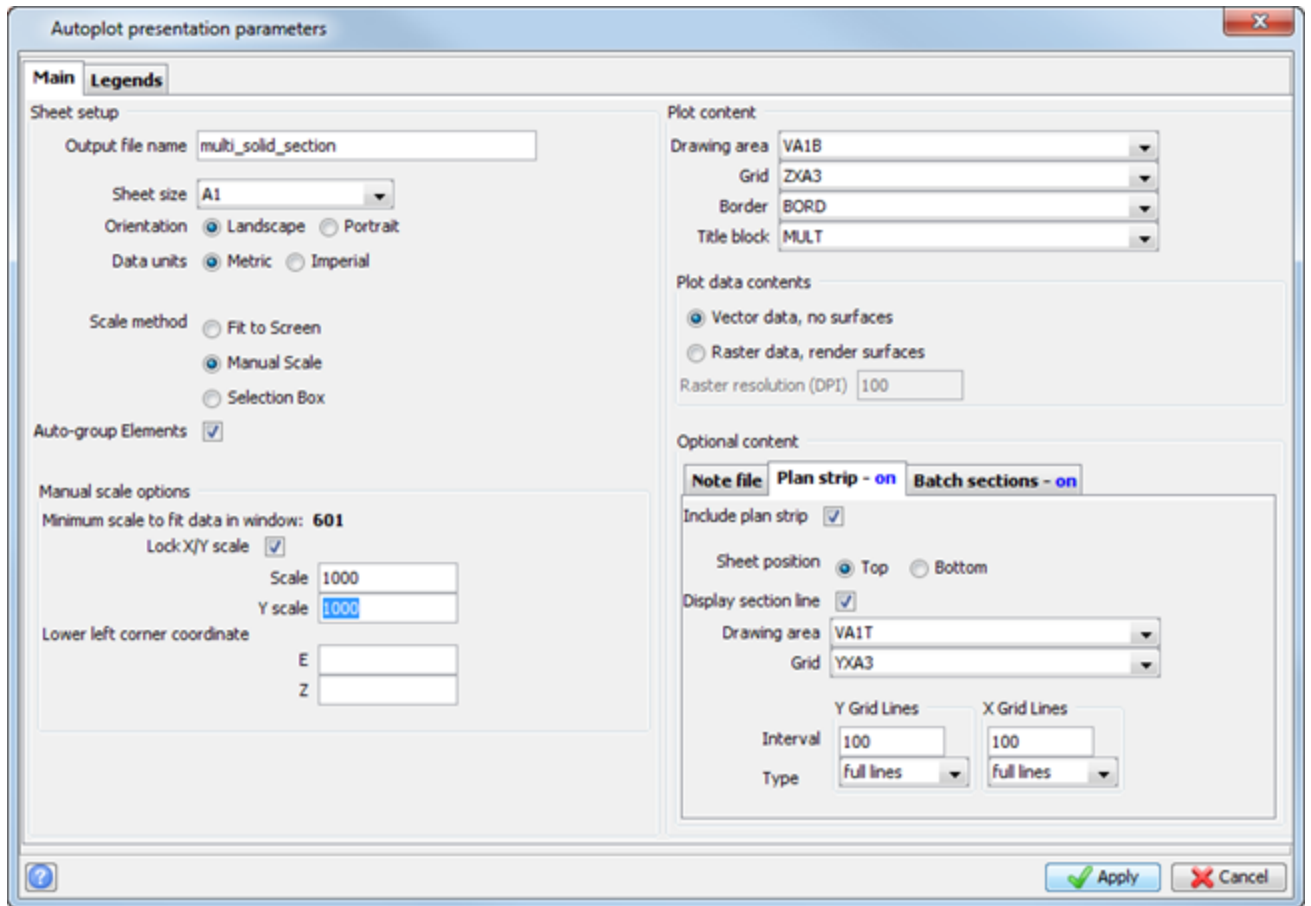 Autoplot presentation parameters
Main Legends
Sheet setup
Output file name multi_solid_section
Sheet size A1
Orientation Landscape Portrait
Data units Metric Imperial
Scale method Fit to Screen
Manual Scale
Selection Box
Auto-group Elements
Manual scale options
Minimum scale to fit data in window: 601
Lock X/Y scale
Scale 1000
Y scale 1000
Lower left corner coordinate
E
Z
Plot content
Drawing area VA1B
Grid ZXA3
Border BORD
Title block MULT
Plot data contents
Vector data, no surfaces
Raster data, render surfaces
Raster resolution (DPI) 100
Optional content
Note file Plan strip - on Batch sections - on
Include plan strip
Sheet position Top Bottom
Display section line
Drawing area VA1T
Grid YXA3
Y Grid Lines X Grid Lines
Interval 100 100
Type full lines full lines
? Apply Cancel